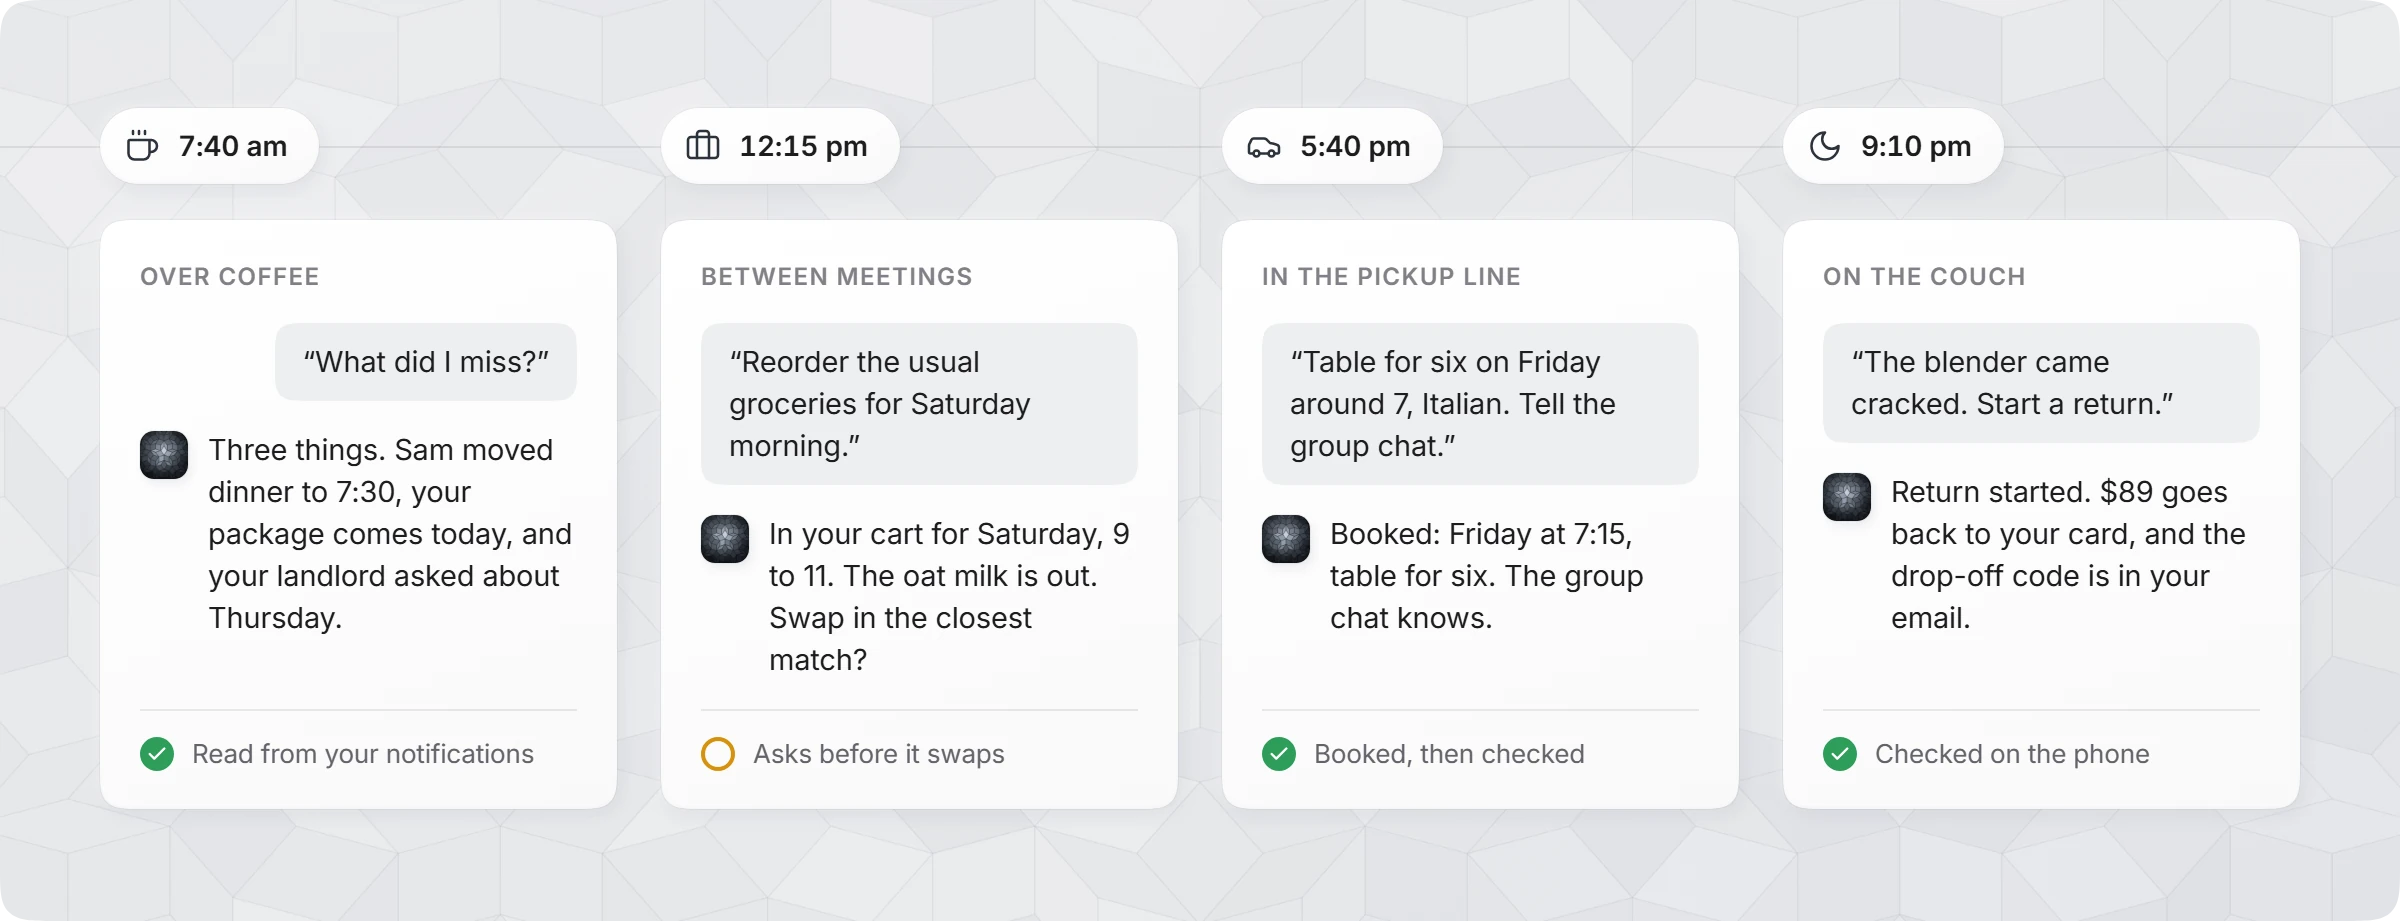 7:40 am
OVER COFFEE
“What did I miss?”
Three things. Sam moved
dinner to 7:30, your
package comes today, and
your landlord asked about
Thursday.
Read from your notifications
12:15 pm
BETWEEN MEETINGS
“Reorder the usual
groceries for Saturday
morning.”
In your cart for Saturday, 9
to 11. The oat milk is out.
Swap in the closest
match?
Asks before it swaps
5:40 pm
IN THE PICKUP LINE
“Table for six on Friday
around 7, Italian. Tell the
group chat.”
Booked: Friday at 7:15,
table for six. The group
chat knows.
Booked, then checked
9:10 pm
ON THE COUCH
“The blender came
cracked. Start a return.”
Return started. $89 goes
back to your card, and the
drop-off code is in your
email.
Checked on the phone